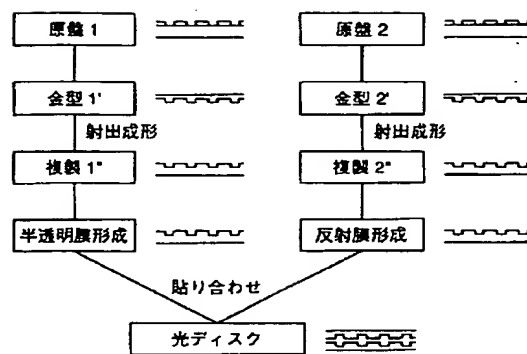 原盤 1
原盤 2
金型 1'
金型 2'
射出成形
射出成形
複製 1"
複製 2"
半透明膜形成
反射膜形成
貼り合わせ
光ディスク